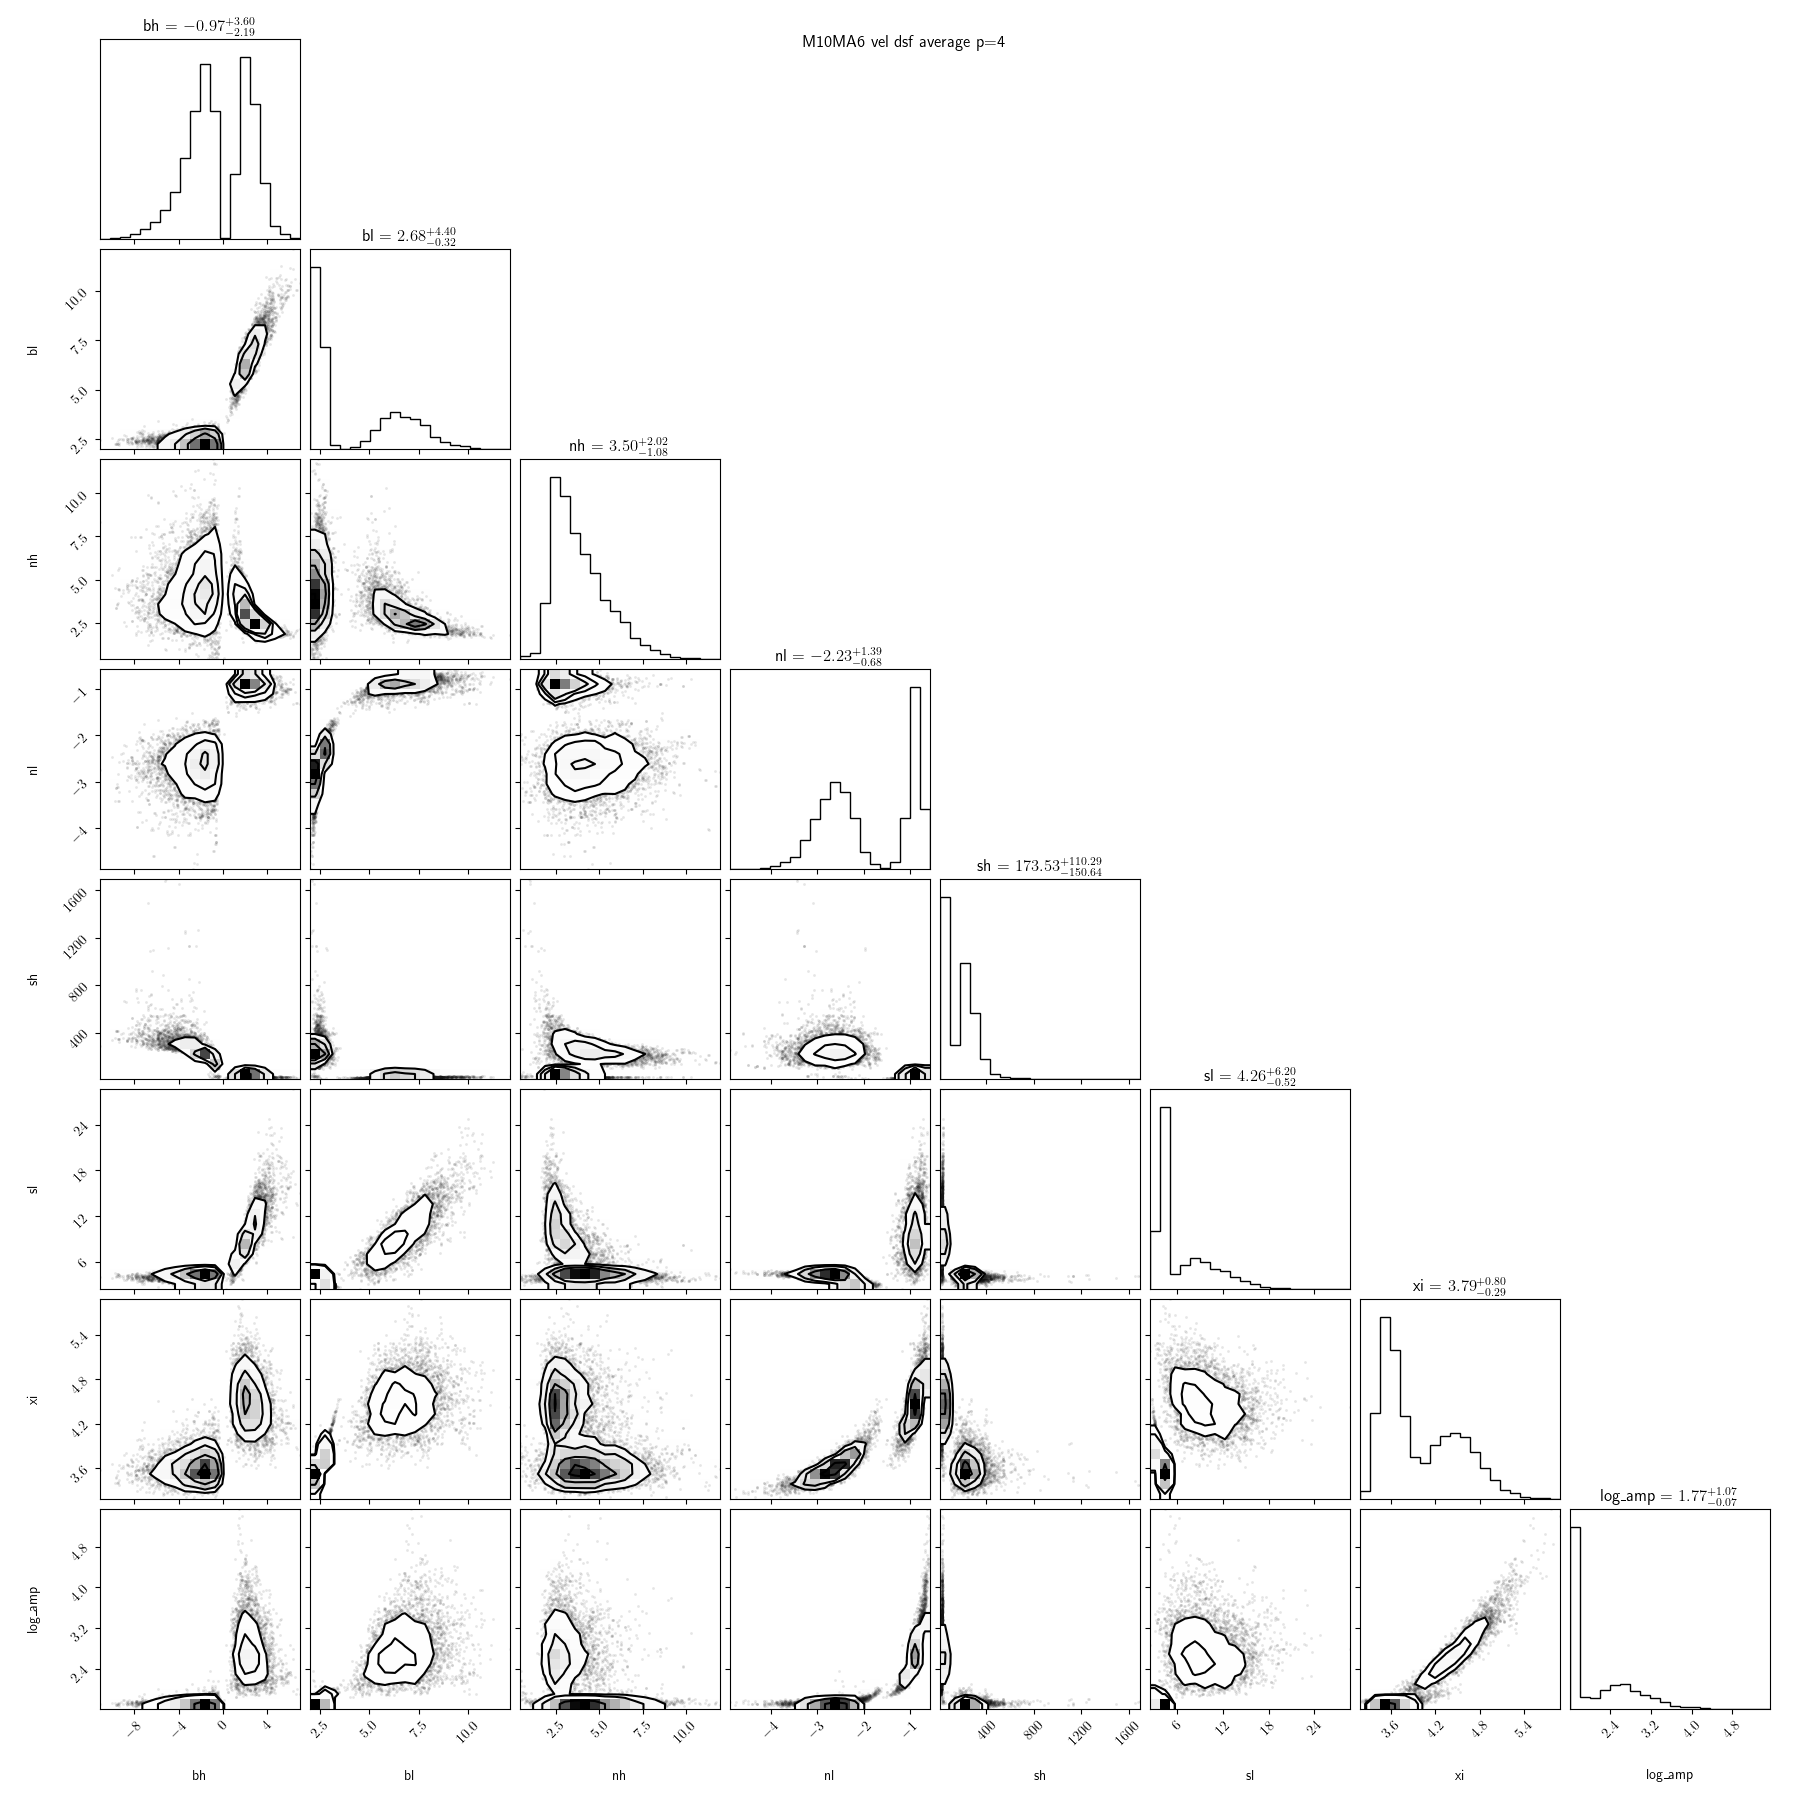 M10MA6 vel dsf average p=4
bh = −0.97^{+3.60}_{−2.19}
bl = 2.68^{+4.40}_{−0.32}
bl
10.0
7.5
5.0
2.5
nh = 3.50^{+2.02}_{−1.08}
nh
10.0
7.5
5.0
2.5
nl = −2.23^{+1.39}_{−0.68}
nl
−1
−2
−3
−4
sh = 173.53^{+110.29}_{−150.64}
sh
1600
1200
800
400
sl = 4.26^{+6.20}_{−0.52}
sl
24
18
12
6
xi = 3.79^{+0.80}_{−0.29}
xi
5.4
4.8
4.2
3.6
log_amp = 1.77^{+1.07}_{−0.07}
log_amp
4.8
4.0
3.2
2.4
−8 −4 0 4
2.5 5.0 7.5 10.0
2.5 5.0 7.5 10.0
−4 −3 −2 −1
400 800 1200 1600
6 12 18 24
3.6 4.2 4.8 5.4
2.4 3.2 4.0 4.8
bh bl nh nl sh sl xi log_amp